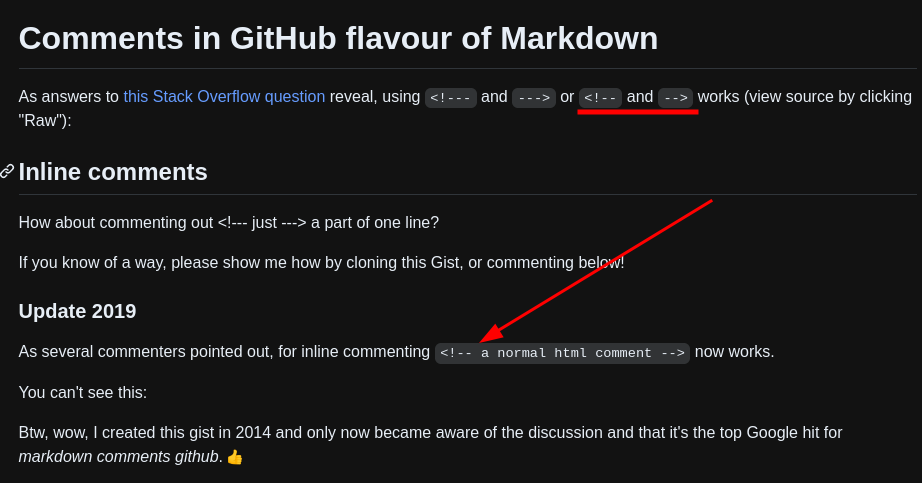 Comments in GitHub flavour of Markdown
As answers to this Stack Overflow question reveal, using <!--- and ---> or <!-- and --> works (view source by clicking
"Raw"):
Inline comments
How about commenting out <!--- just ---> a part of one line?
If you know of a way, please show me how by cloning this Gist, or commenting below!
Update 2019
As several commenters pointed out, for inline commenting <!-- a normal html comment --> now works.
You can't see this:
Btw, wow, I created this gist in 2014 and only now became aware of the discussion and that it's the top Google hit for
markdown comments github. 👍